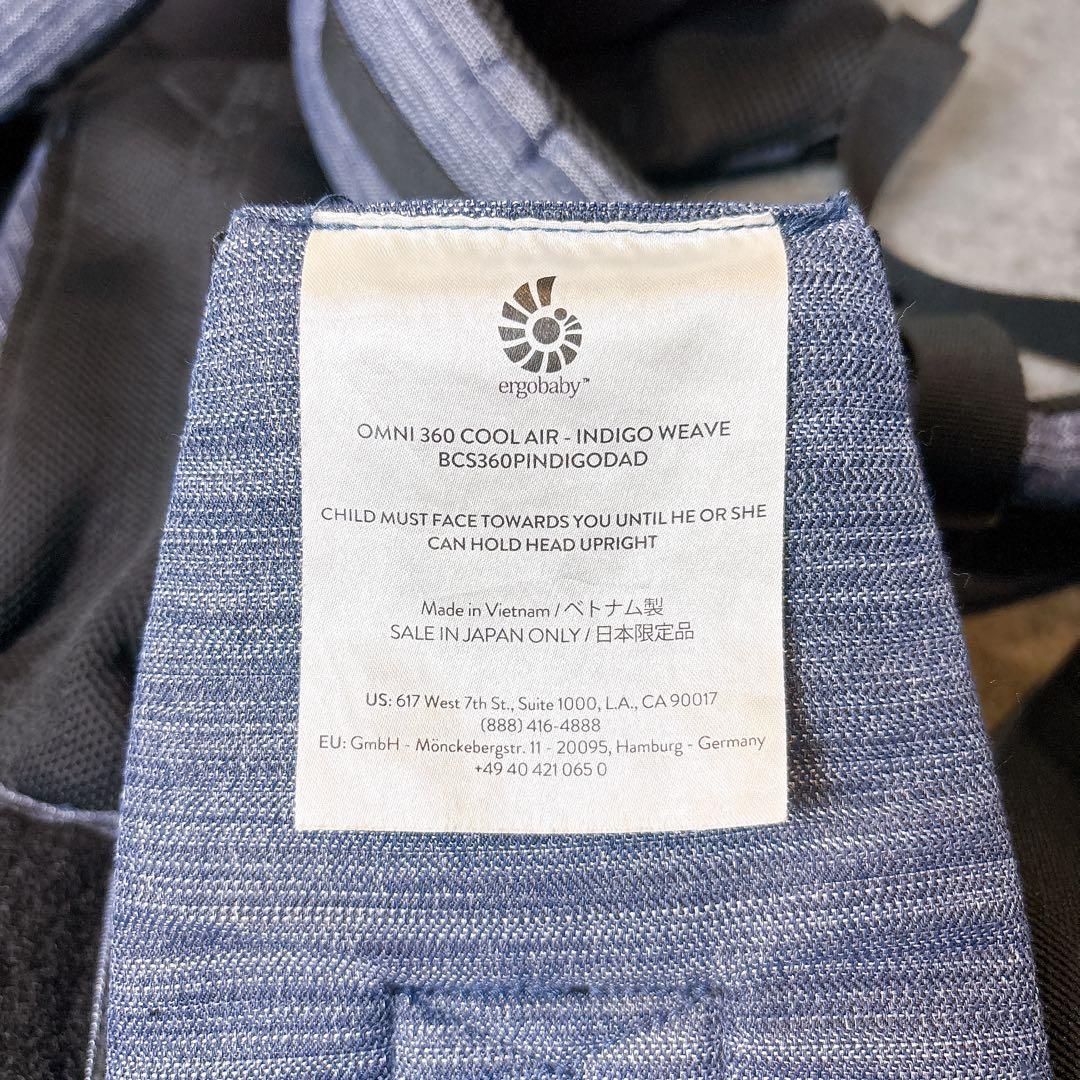 ergobaby™
OMNI 360 COOL AIR - INDIGO WEAVE
BCS360PINDIGODAD
CHILD MUST FACE TOWARDS YOU UNTIL HE OR SHE
CAN HOLD HEAD UPRIGHT
Made in Vietnam / ベトナム製
SALE IN JAPAN ONLY / 日本限定品
US: 617 West 7th St., Suite 1000, L.A., CA 90017
(888) 416-4888
EU: GmbH - Mönckebergstr. 11 - 20095, Hamburg - Germany
+49 40 421 065 0